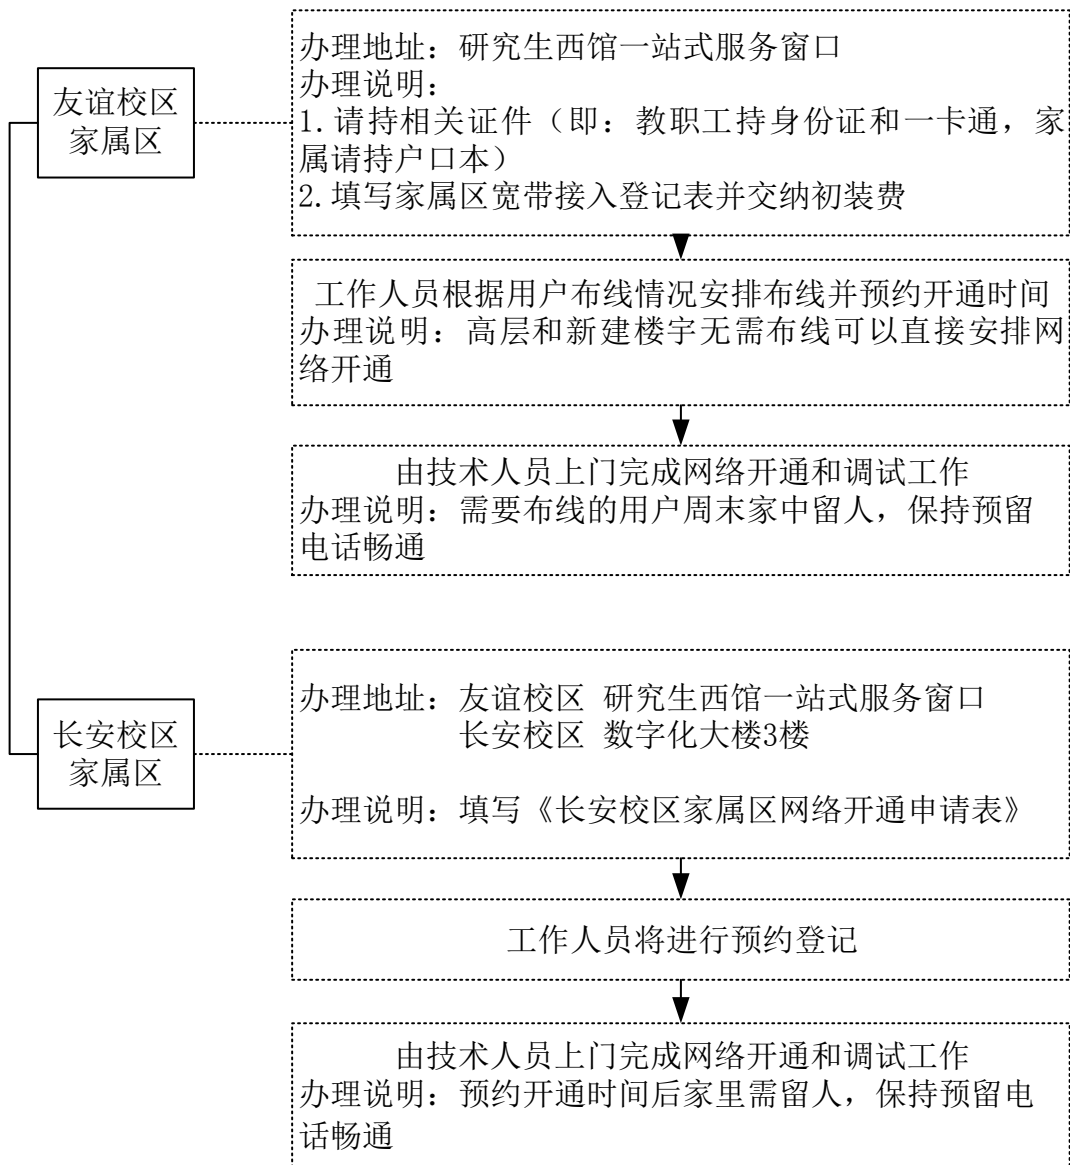 友谊校区
家属区
办理地址：研究生西馆一站式服务窗口
办理说明：
1.请持相关证件（即：教职工持身份证和一卡通，家
属请持户口本）
2.填写家属区宽带接入登记表并交纳初装费
工作人员根据用户布线情况安排布线并预约开通时间
办理说明：高层和新建楼宇无需布线可以直接安排网
络开通
由技术人员上门完成网络开通和调试工作
办理说明：需要布线的用户周末家中留人，保持预留
电话畅通
长安校区
家属区
办理地址：友谊校区 研究生西馆一站式服务窗口
长安校区 数字化大楼3楼
办理说明：填写《长安校区家属区网络开通申请表》
工作人员将进行预约登记
由技术人员上门完成网络开通和调试工作
办理说明：预约开通时间后家里需留人，保持预留电
话畅通